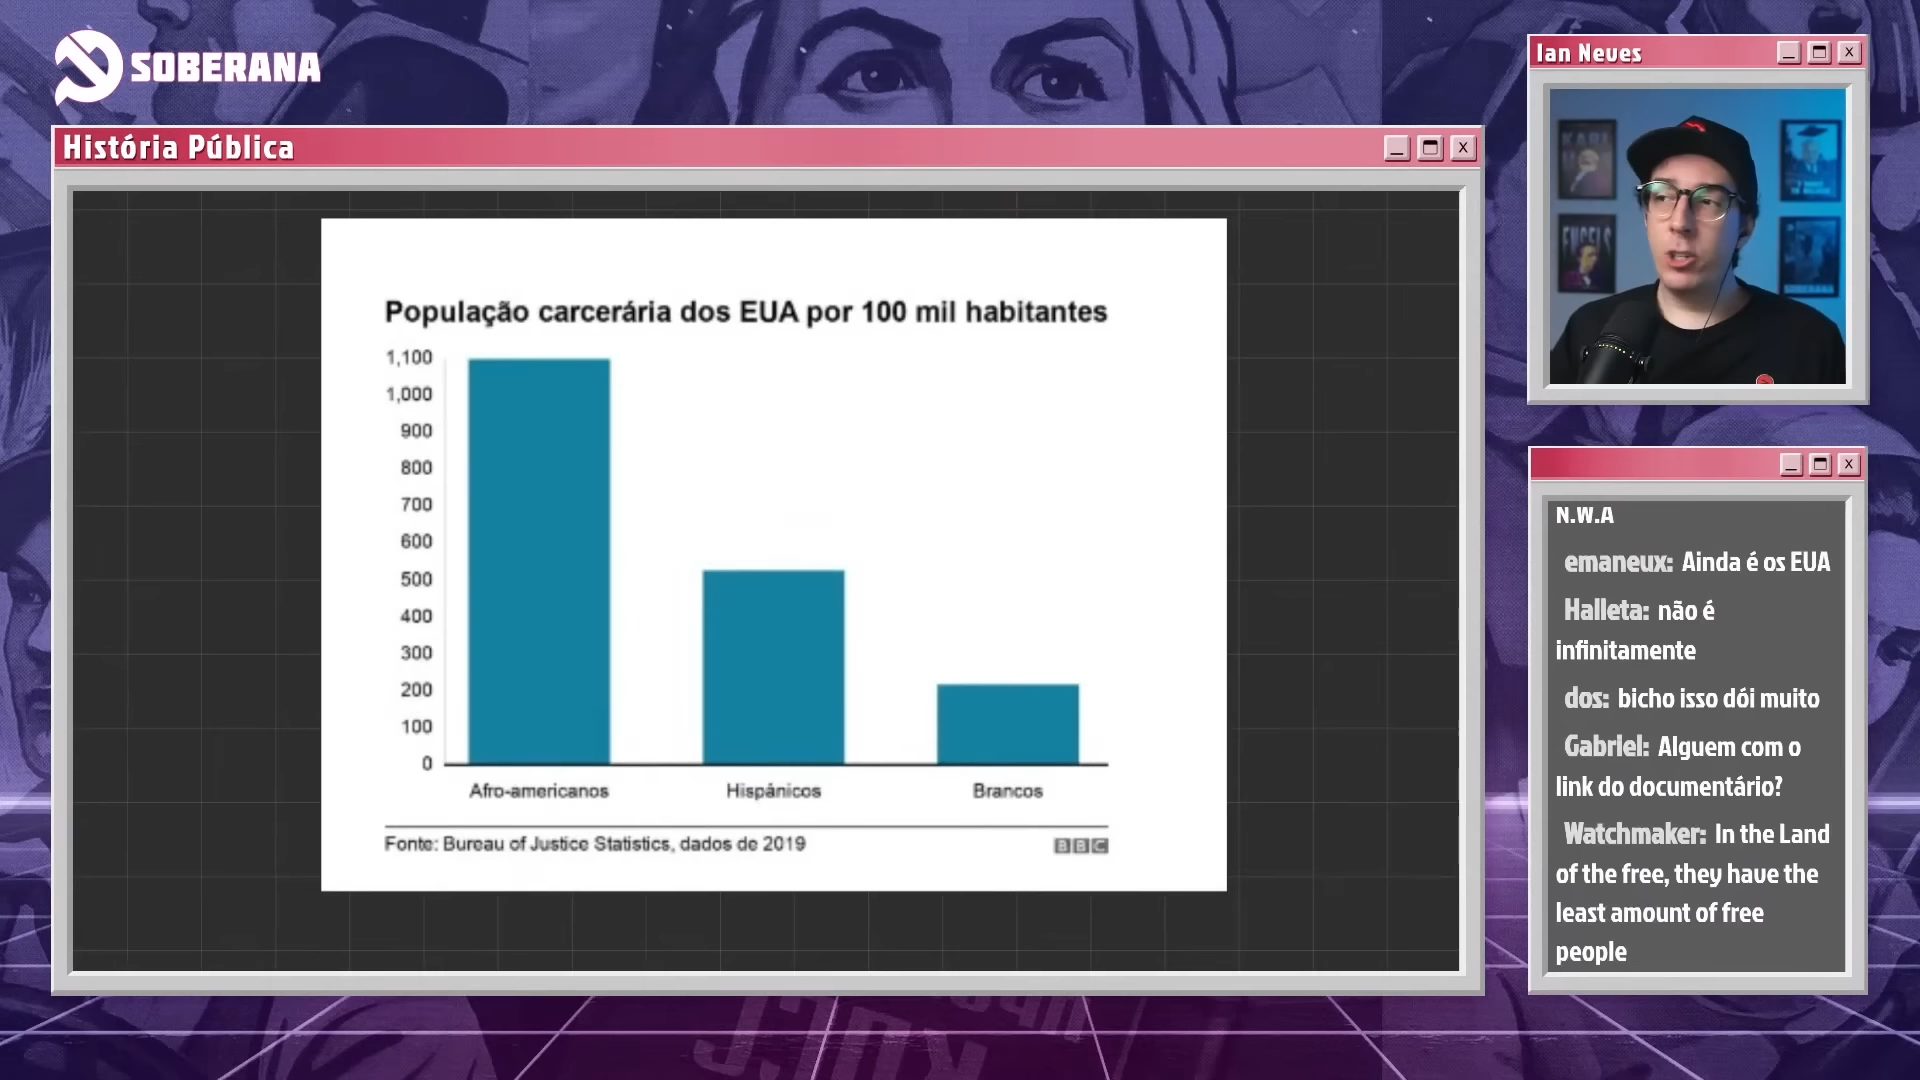 SOBERANA
História Pública
População carcerária dos EUA por 100 mil habitantes
1,100
1,000
900
800
700
600
500
400
300
200
100
0
Afro-americanos
Hispânicos
Brancos
Fonte: Bureau of Justice Statistics, dados de 2019
BBC
Ian Neves
KARL
ENGELS
SOBERANA
N.W.A
emaneux: Ainda é os EUA
Halleta: não é
infinitamente
dos: bicho isso dói muito
Gabriel: Alguem com o
link do documentário?
Watchmaker: In the Land
of the free, they have the
least amount of free
people